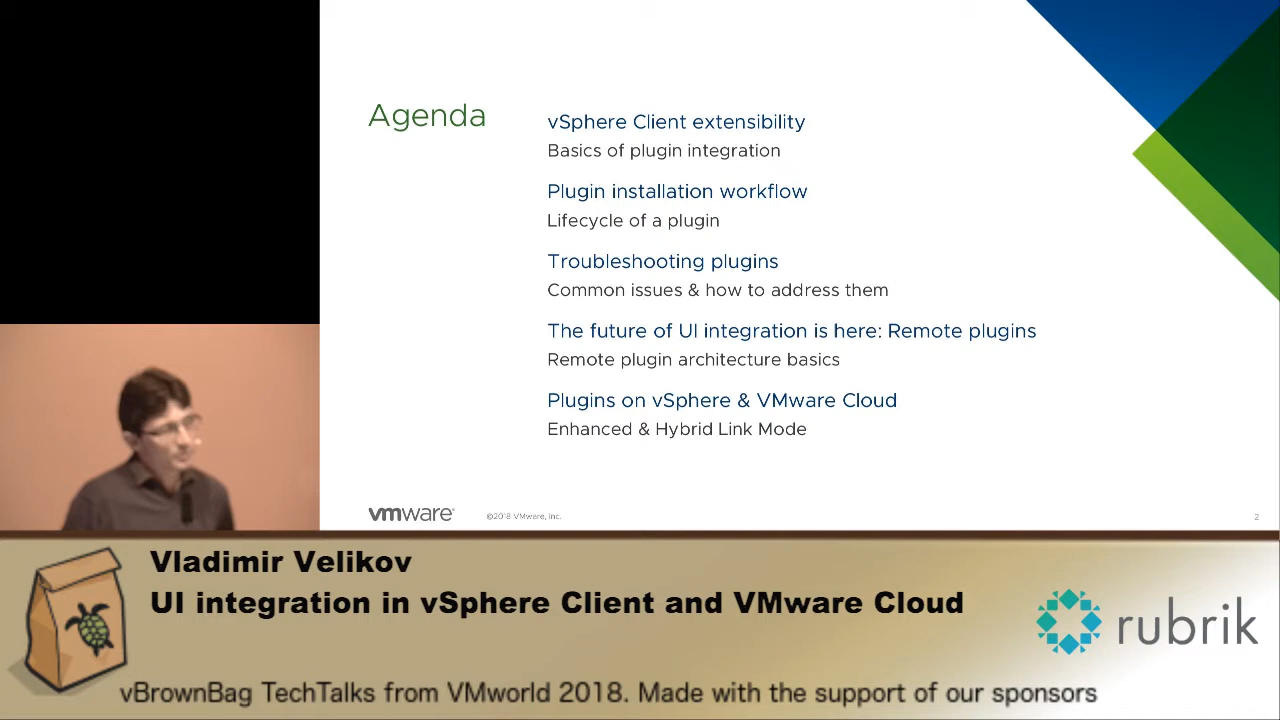 Agenda
vSphere Client extensibility
Basics of plugin integration
Plugin installation workflow
Lifecycle of a plugin
Troubleshooting plugins
Common issues & how to address them
The future of UI integration is here: Remote plugins
Remote plugin architecture basics
Plugins on vSphere & VMware Cloud
Enhanced & Hybrid Link Mode
vmware®
©2018 VMware, Inc.
2
Vladimir Velikov
UI integration in vSphere Client and VMware Cloud
rubrik
vBrownBag TechTalks from VMworld 2018. Made with the support of our sponsors